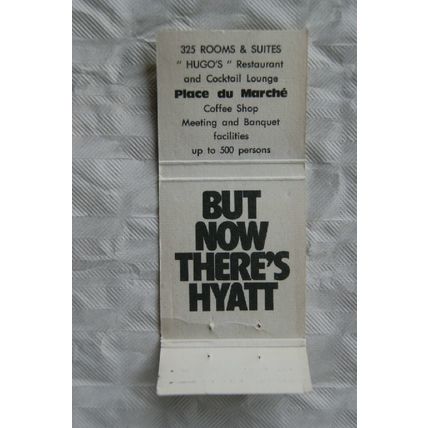 325 ROOMS & SUITES
" HUGO'S " Restaurant
and Cocktail Lounge
Place du Marché
Coffee Shop
Meeting and Banquet
facilities
up to 500 persons
BUT
NOW
THERE'S
HYATT